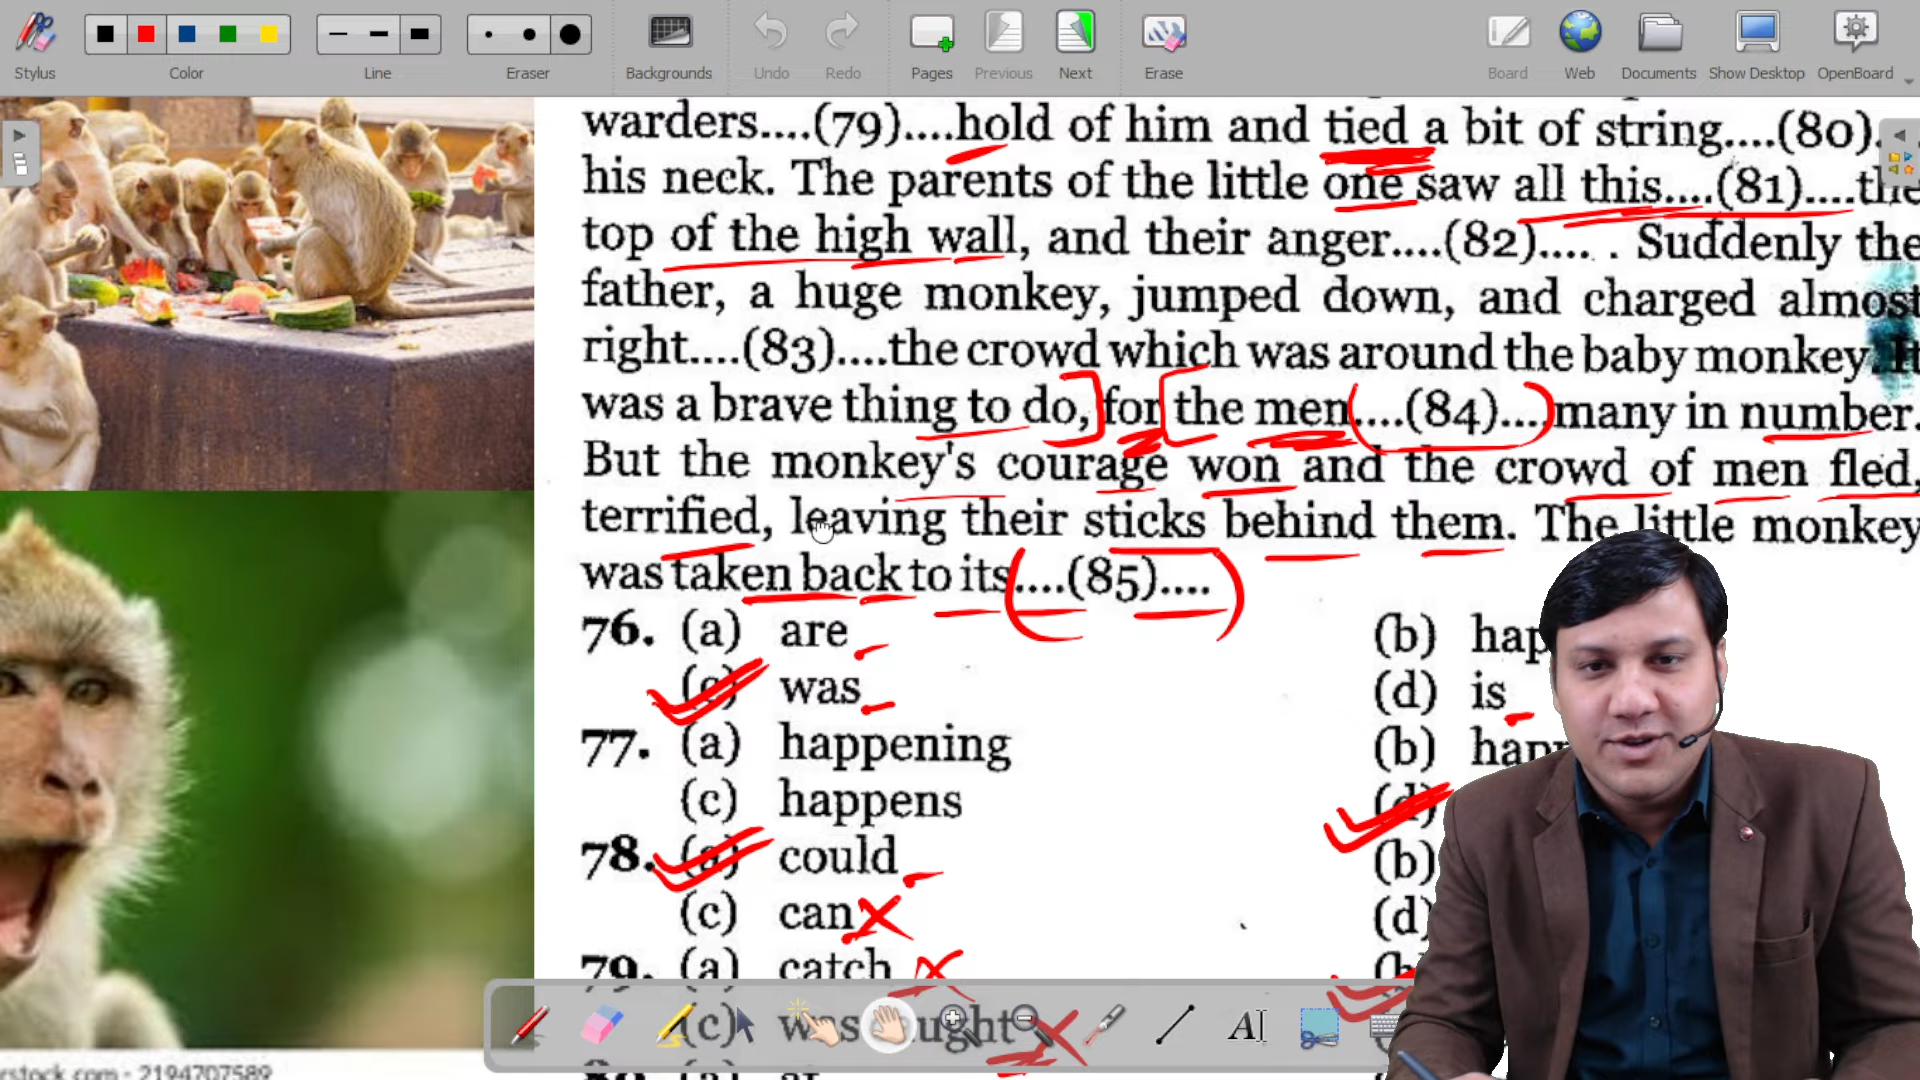 Stylus Color Line Eraser Backgrounds Undo Redo Pages Previous Next Erase Board Web Documents Show Desktop OpenBoard
warders....(79)....hold of him and tied a bit of string....(80).
his neck. The parents of the little one saw all this....(81)....the
top of the high wall, and their anger....(82)..... . Suddenly the
father, a huge monkey, jumped down, and charged almost
right....(83)....the crowd which was around the baby monkey. It
was a brave thing to do, for the men....(84)....many in number.
But the monkey's courage won and the crowd of men fled,
terrified, leaving their sticks behind them. The little monkey
was taken back to its....(85)....
76. (a) are (b)
(c) was (d) is
77. (a) happening (b)
(c) happens (d)
78. (a) could (b)
(c) can (d)
79. (a) catch (b)
(c) was
80. (a) at
rstock.com · 2194707589